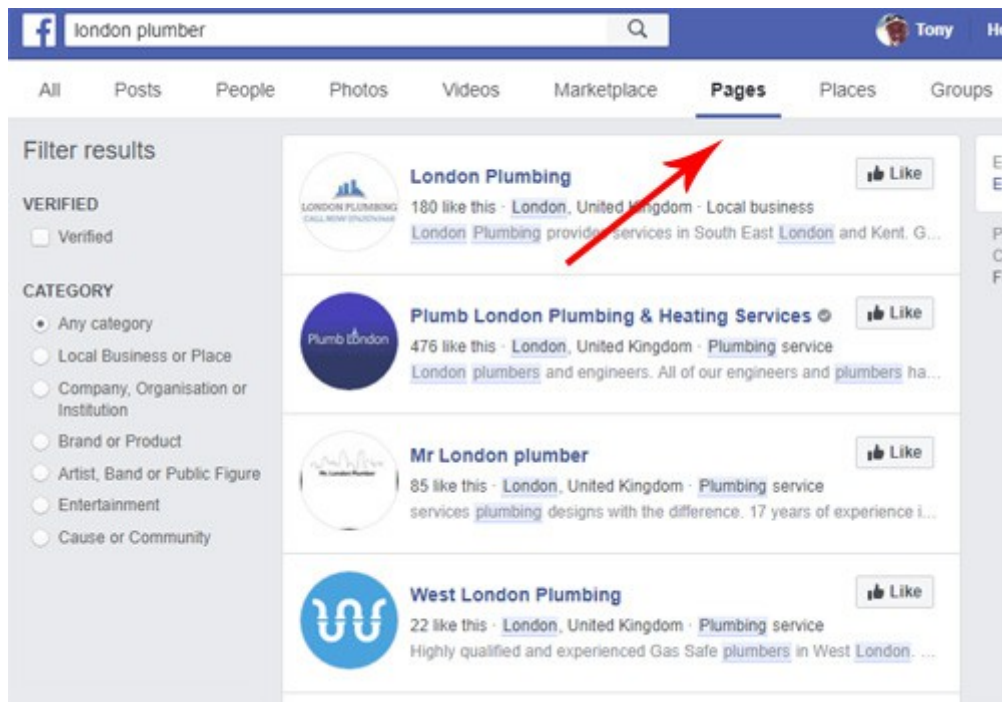 london plumber
Tony
All Posts People Photos Videos Marketplace Pages Places Groups
Filter results
VERIFIED
Verified
CATEGORY
Any category
Local Business or Place
Company, Organisation or
Institution
Brand or Product
Artist, Band or Public Figure
Entertainment
Cause or Community
LONDON PLUMBING
London Plumbing
Like
180 like this · London, United Kingdom · Local business
London Plumbing provides services in South East London and Kent. G...
Plumb London
Plumb London Plumbing & Heating Services
Like
476 like this · London, United Kingdom · Plumbing service
London plumbers and engineers. All of our engineers and plumbers ha...
Mr London Plumber
Mr London plumber
Like
85 like this · London, United Kingdom · Plumbing service
services plumbing designs with the difference. 17 years of experience i...
West London Plumbing
Like
22 like this · London, United Kingdom · Plumbing service
Highly qualified and experienced Gas Safe plumbers in West London. ...